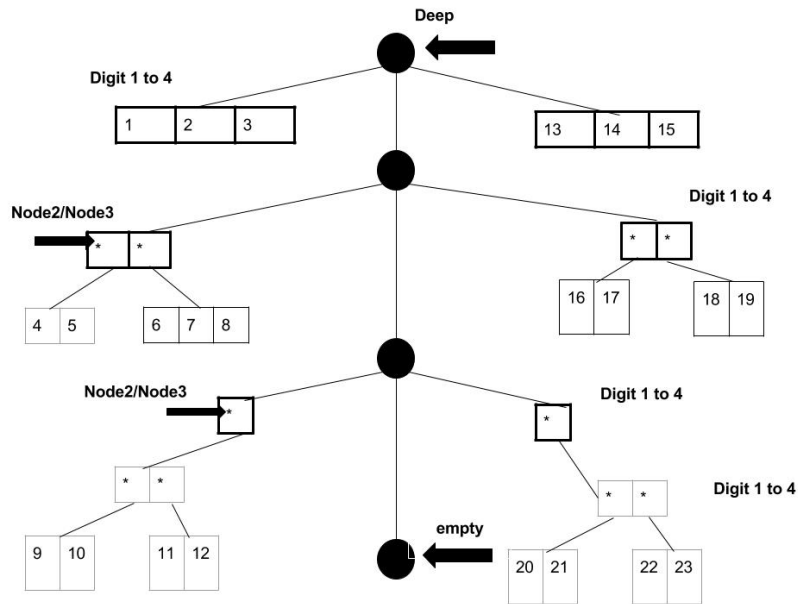 Deep
Digit 1 to 4
1 2 3
13 14 15
Node2/Node3
Digit 1 to 4
* *
* *
4 5
6 7 8
16 17
18 19
Node2/Node3
Digit 1 to 4
*
*
* *
* *
Digit 1 to 4
9 10
11 12
empty
20 21
22 23